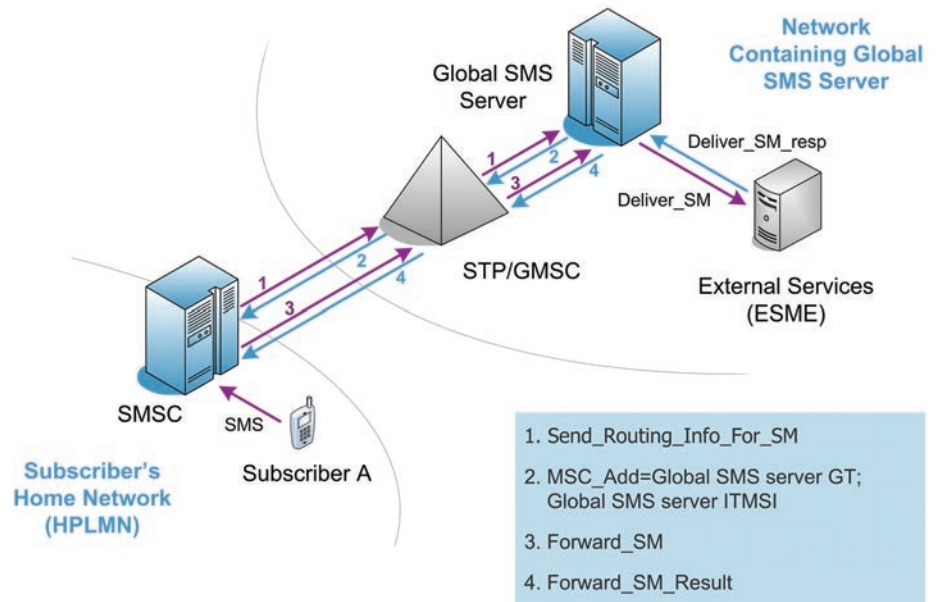 Network
Containing Global
SMS Server
Global SMS
Server
Deliver_SM_resp
1
2
3
4
Deliver_SM
STP/GMSC
External Services
(ESME)
1
2
3
4
SMSC
SMS
Subscriber A
Subscriber's
Home Network
(HPLMN)
1. Send_Routing_Info_For_SM
2. MSC_Add=Global SMS server GT;
Global SMS server ITMSI
3. Forward_SM
4. Forward_SM_Result